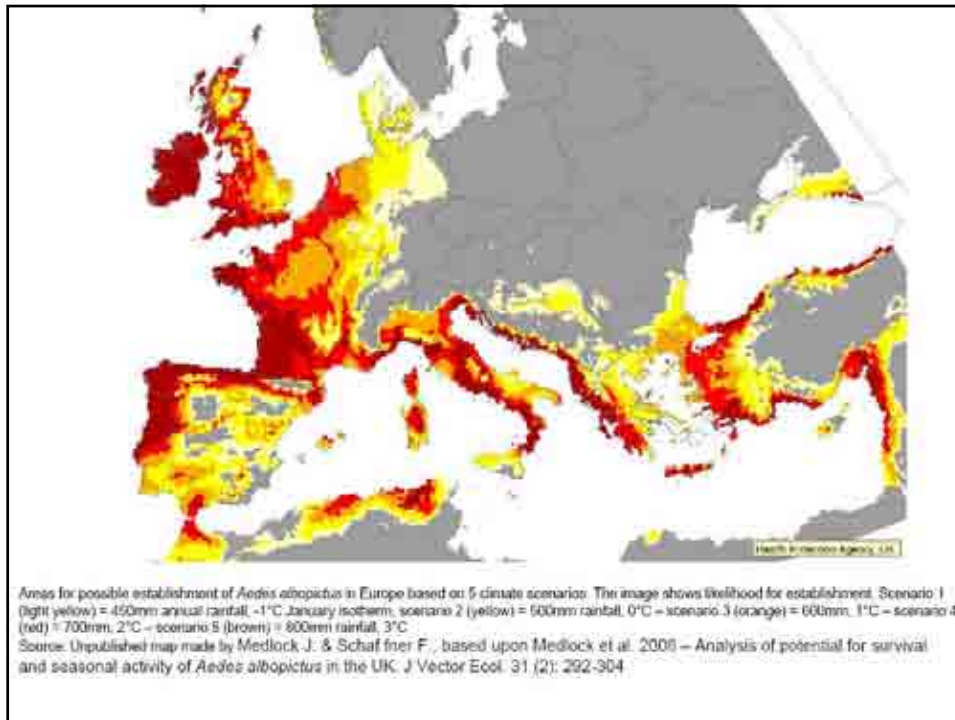 Health Protection Agency, UK
Areas for possible establishment of Aedes albopictus in Europe based on 5 climate scenarios. The image shows likelihood for establishment. Scenario 1
(light yellow) = 450mm annual rainfall, -1°C January isotherm, scenario 2 (yellow) = 500mm rainfall, 0°C – scenario 3 (orange) = 600mm, 1°C – scenario 4
(red) = 700mm, 2°C – scenario 5 (brown) = 800mm rainfall, 3°C
Source: Unpublished map made by Medlock J. & Schaffner F., based upon Medlock et al. 2006 – Analysis of potential for survival
and seasonal activity of Aedes albopictus in the UK. J Vector Ecol. 31 (2): 292-304